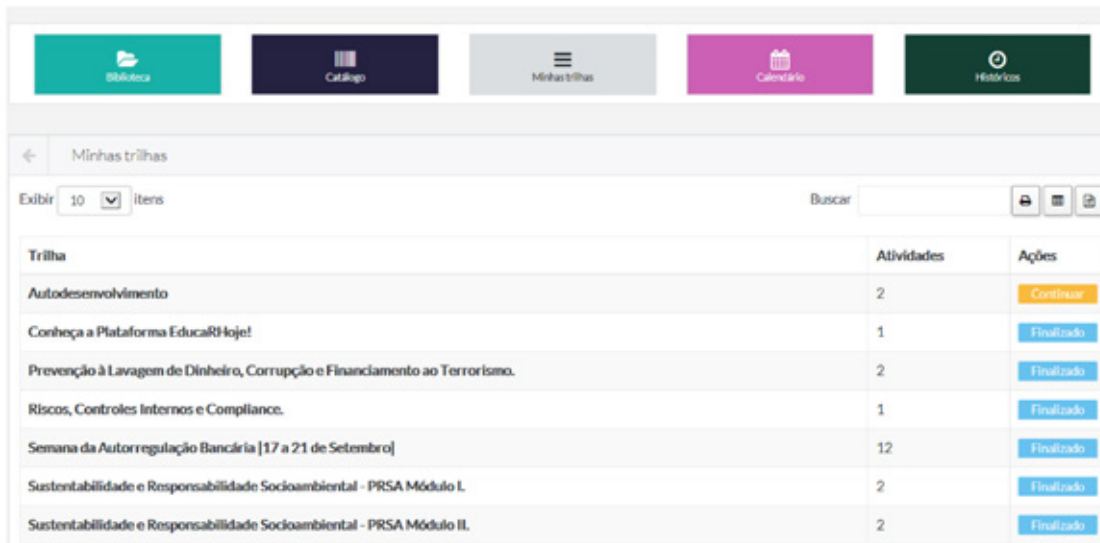 Biblioteca
Catálogo
Minhas trilhas
Calendário
Históricos
Minhas trilhas
Exibir 10 itens Buscar
Trilha Atividades Ações
Autodesenvolvimento 2 Continuar
Conheça a Plataforma EducaRHoje! 1 Finalizado
Prevenção à Lavagem de Dinheiro, Corrupção e Financiamento ao Terrorismo. 2 Finalizado
Riscos, Controles Internos e Compliance. 1 Finalizado
Semana da Autorregulação Bancária |17 a 21 de Setembro| 12 Finalizado
Sustentabilidade e Responsabilidade Socioambiental - PRSA Módulo I. 2 Finalizado
Sustentabilidade e Responsabilidade Socioambiental - PRSA Módulo II. 2 Finalizado